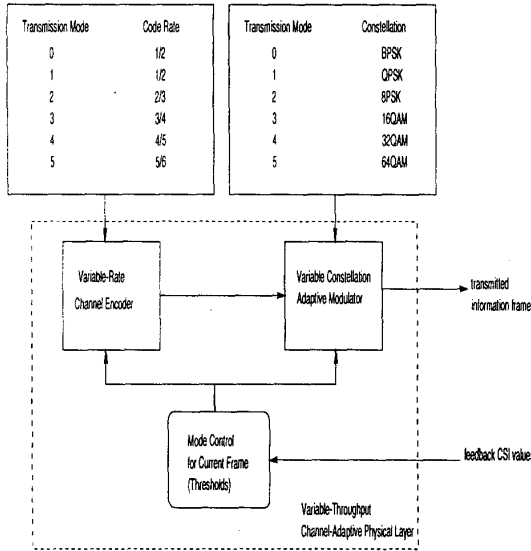 Transmission Mode Code Rate
0 1/2
1 1/2
2 2/3
3 3/4
4 4/5
5 5/6
Transmission Mode Constellation
0 BPSK
1 QPSK
2 8PSK
3 16QAM
4 32QAM
5 64QAM
Variable-Rate
Channel Encoder
Variable Constellation
Adaptive Modulator
transmitted
information frame
Mode Control
for Current Frame
(Thresholds)
feedback CSI value
Variable-Throughput
Channel-Adaptive Physical Layer